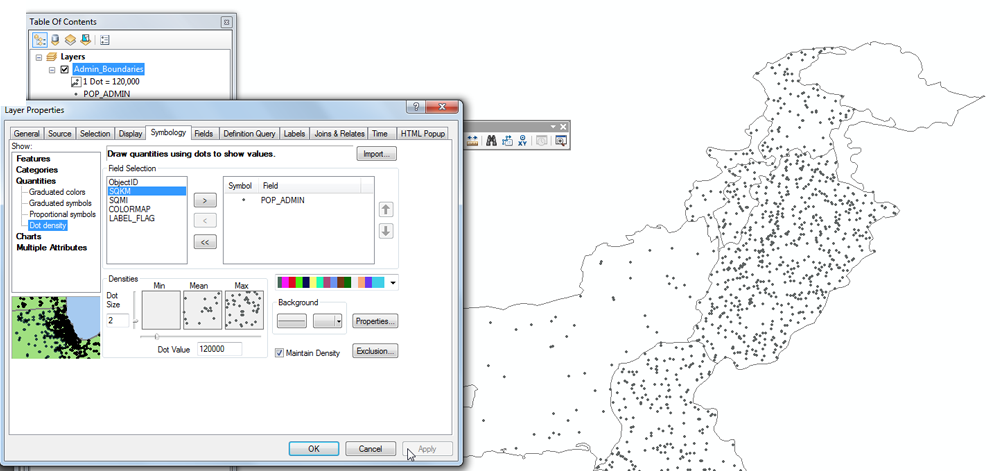 Table Of Contents
Layers
Admin_Boundaries
1 Dot = 120,000
POP_ADMIN
Layer Properties
General Source Selection Display Symbology Fields Definition Query Labels Joins & Relates Time HTML Popup
Show:
Features
Categories
Quantities
Graduated colors
Graduated symbols
Proportional symbols
Dot density
Charts
Multiple Attributes
Draw quantities using dots to show values.
Import...
Field Selection
ObjectID
SQKM
SQMI
COLORMAP
LABEL_FLAG
>
<
<<
Symbol Field
POP_ADMIN
Densities
Dot Size
2
Min Mean Max
Dot Value 120000
Background
Properties...
Maintain Density
Exclusion...
OK Cancel Apply
XY